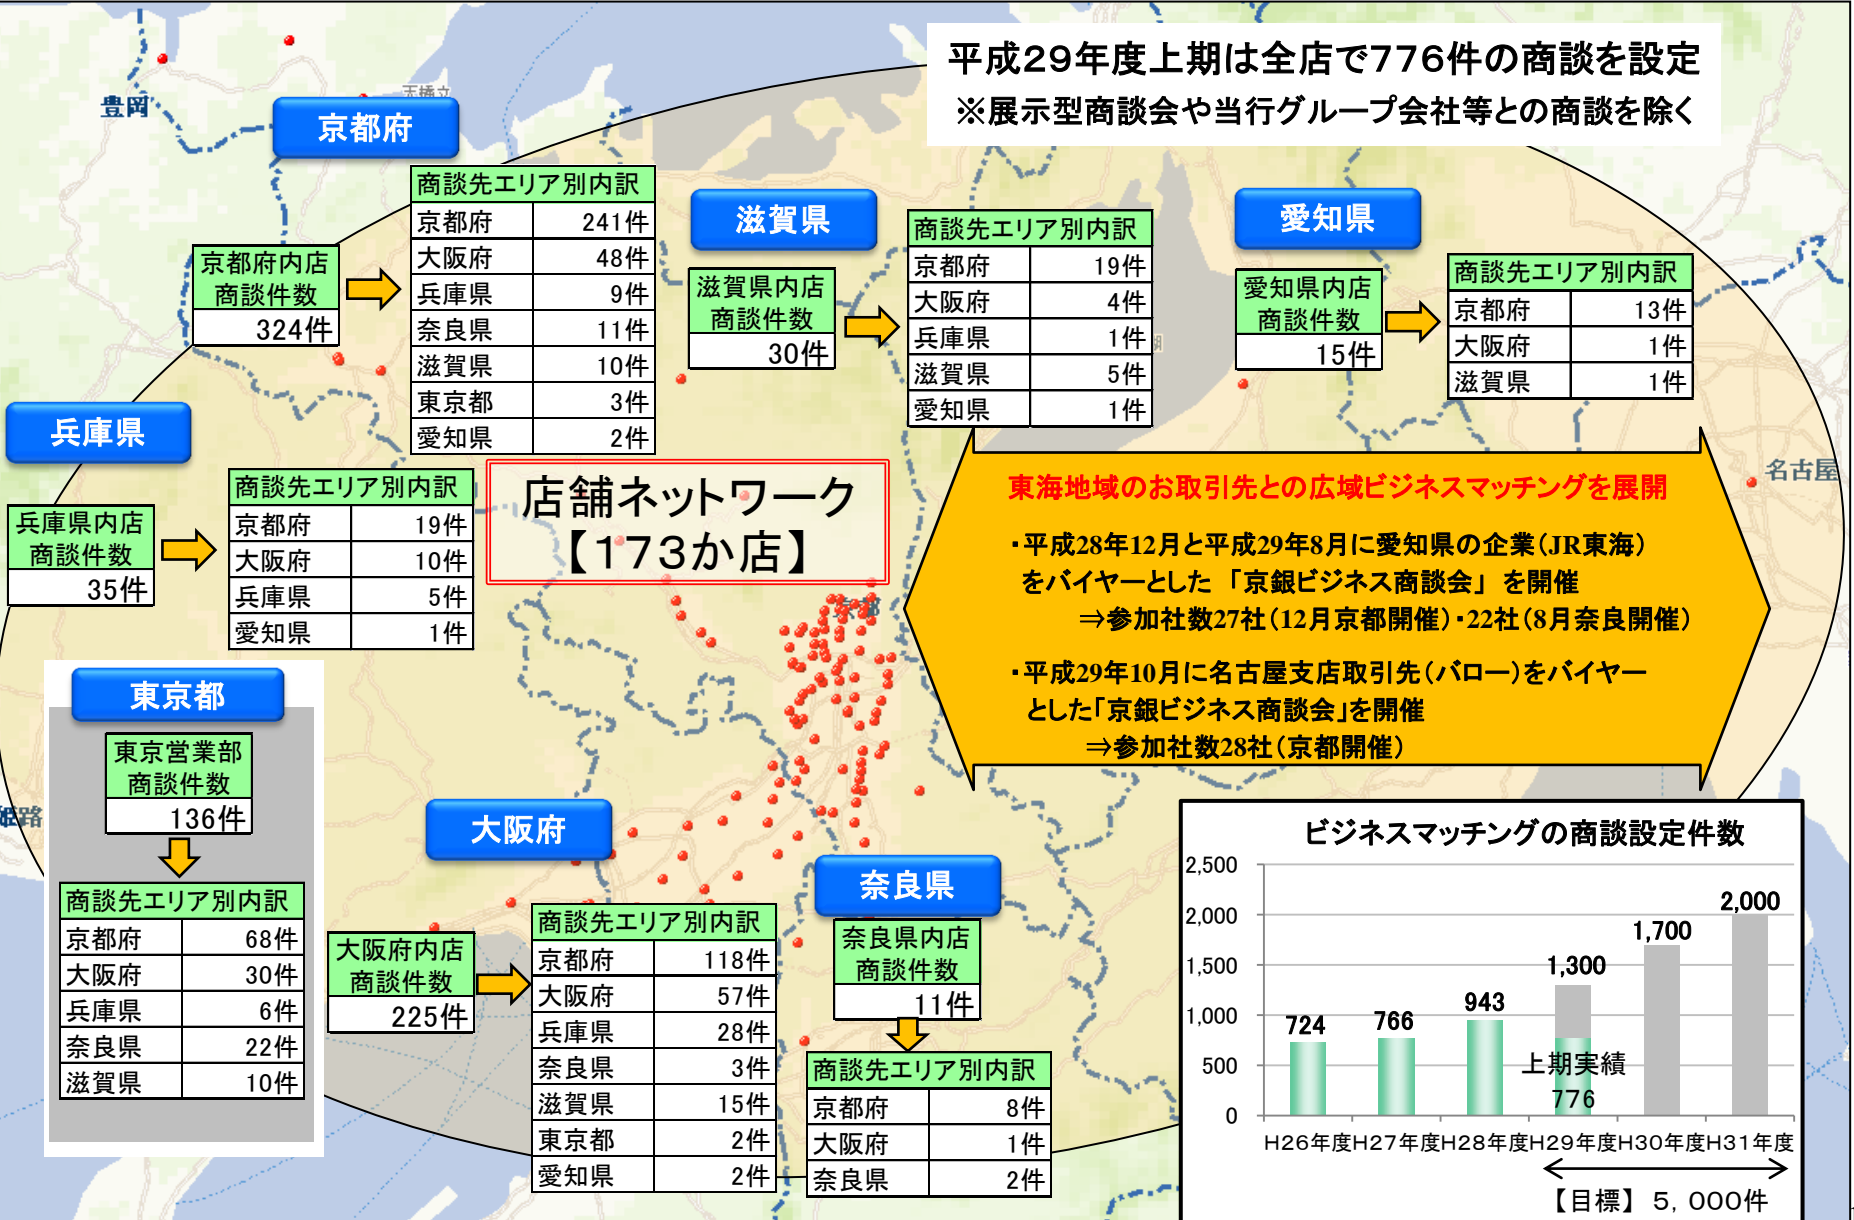 平成29年度上期は全店で776件の商談を設定
※展示型商談会や当行グループ会社等との商談を除く
豊岡
天橋立
京都府
京都府内店
商談件数
324件
商談先エリア別内訳
京都府 241件
大阪府 48件
兵庫県 9件
奈良県 11件
滋賀県 10件
東京都 3件
愛知県 2件
滋賀県
滋賀県内店
商談件数
30件
商談先エリア別内訳
京都府 19件
大阪府 4件
兵庫県 1件
滋賀県 5件
愛知県 1件
愛知県
愛知県内店
商談件数
15件
商談先エリア別内訳
京都府 13件
大阪府 1件
滋賀県 1件
兵庫県
兵庫県内店
商談件数
35件
商談先エリア別内訳
京都府 19件
大阪府 10件
兵庫県 5件
愛知県 1件
店舗ネットワーク
【173か店】
名古屋
京都
東海地域のお取引先との広域ビジネスマッチングを展開
・平成28年12月と平成29年8月に愛知県の企業(JR東海)
をバイヤーとした 「京銀ビジネス商談会」 を開催
⇒参加社数27社(12月京都開催)・22社(8月奈良開催)
・平成29年10月に名古屋支店取引先(バロー)をバイヤー
とした「京銀ビジネス商談会」を開催
⇒参加社数28社(京都開催)
東京都
東京営業部
商談件数
136件
商談先エリア別内訳
京都府 68件
大阪府 30件
兵庫県 6件
奈良県 22件
滋賀県 10件
姫路
大阪府
大阪府内店
商談件数
225件
商談先エリア別内訳
京都府 118件
大阪府 57件
兵庫県 28件
奈良県 3件
滋賀県 15件
東京都 2件
愛知県 2件
奈良県
奈良県内店
商談件数
11件
商談先エリア別内訳
京都府 8件
大阪府 1件
奈良県 2件
ビジネスマッチングの商談設定件数
2,500
2,000
1,500
1,000
500
0
724
766
943
1,300
1,700
2,000
上期実績
776
H26年度 H27年度 H28年度 H29年度 H30年度 H31年度
【目標】 5,000件